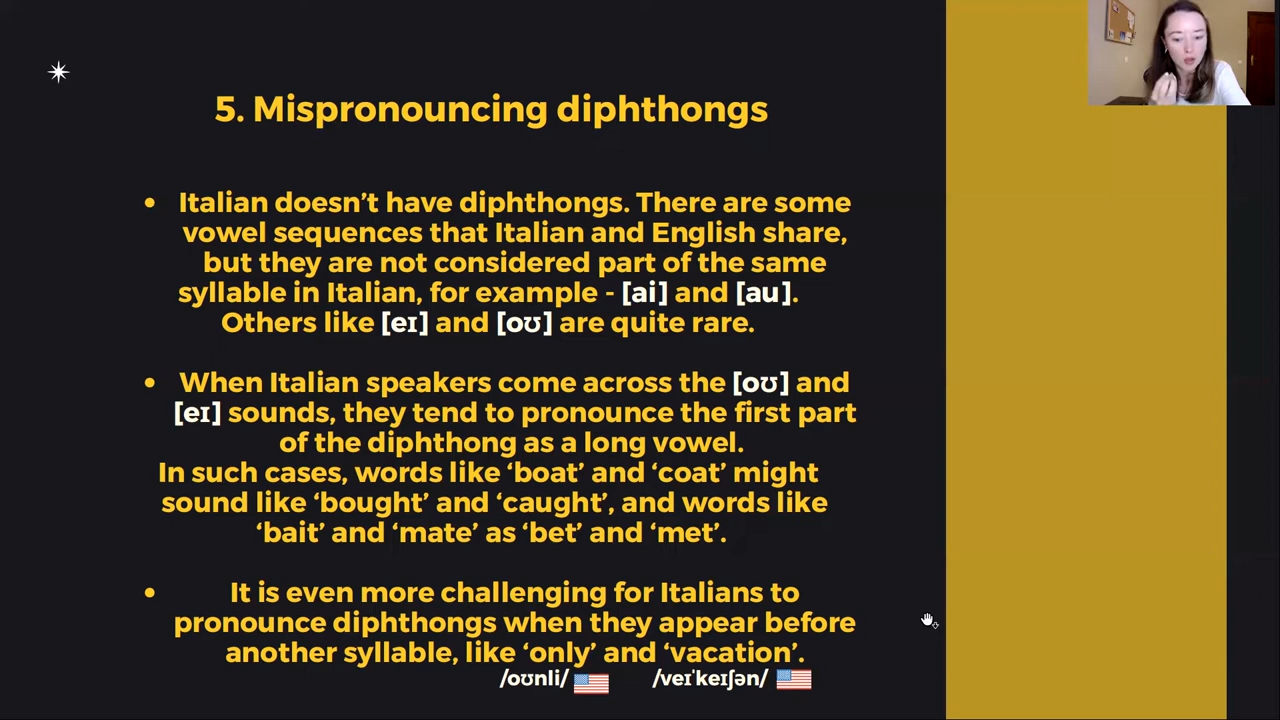 5. Mispronouncing diphthongs
• Italian doesn’t have diphthongs. There are some
vowel sequences that Italian and English share,
but they are not considered part of the same
syllable in Italian, for example - [ai] and [au].
Others like [eɪ] and [oʊ] are quite rare.
• When Italian speakers come across the [oʊ] and
[eɪ] sounds, they tend to pronounce the first part
of the diphthong as a long vowel.
In such cases, words like ‘boat’ and ‘coat’ might
sound like ‘bought’ and ‘caught’, and words like
‘bait’ and ‘mate’ as ‘bet’ and ‘met’.
• It is even more challenging for Italians to
pronounce diphthongs when they appear before
another syllable, like ‘only’ and ‘vacation’.
/oʊnli/ /veɪˈkeɪʃən/